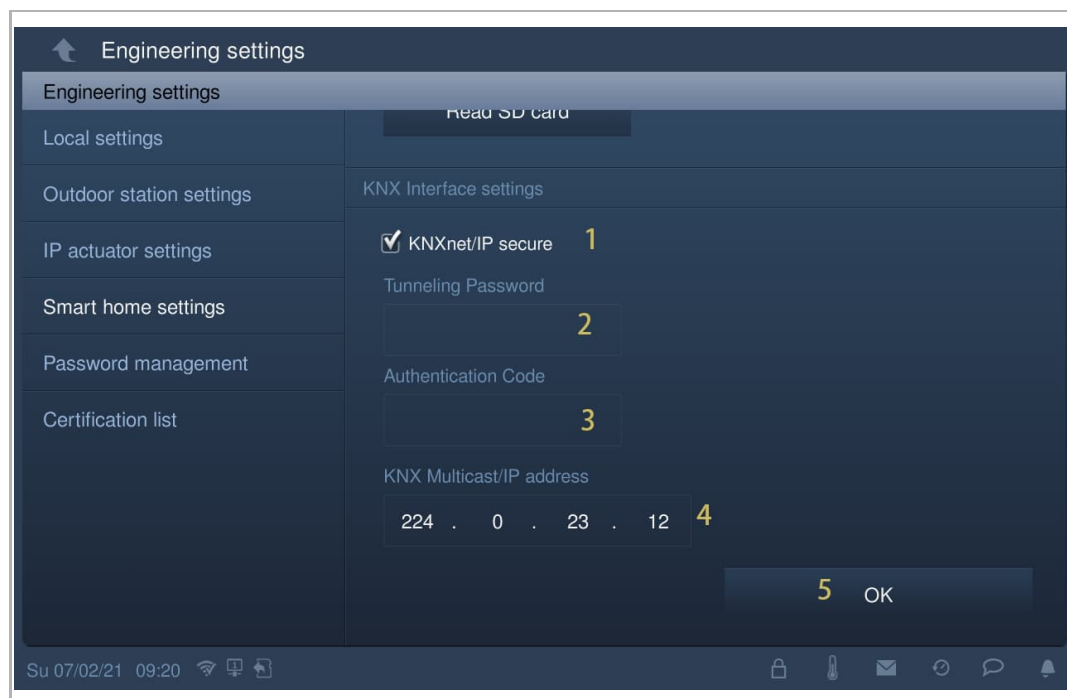 Engineering settings
Engineering settings
Local settings
Outdoor station settings
IP actuator settings
Smart home settings
Password management
Certification list
Read SD card
KNX Interface settings
KNXnet/IP secure 1
Tunneling Password
2
Authentication Code
3
KNX Multicast/IP address
224 . 0 . 23 . 12 4
5 OK
Su 07/02/21 09:20 1